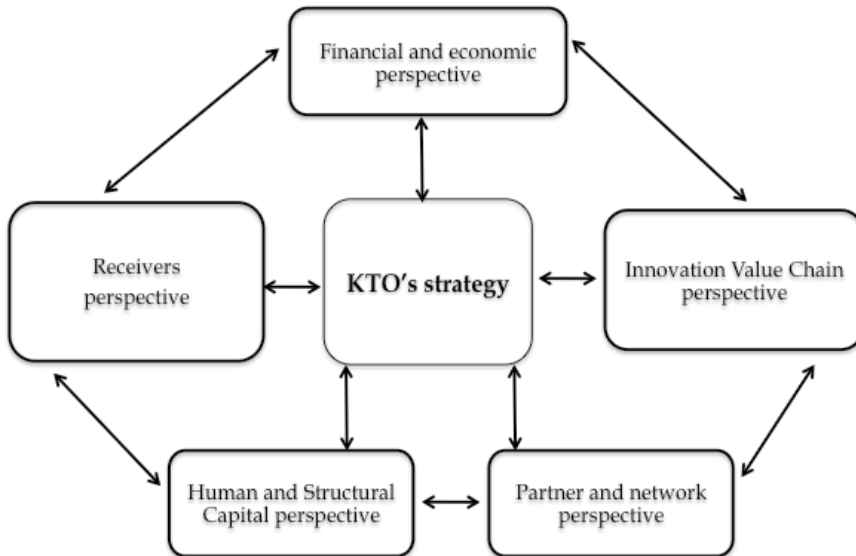 Financial and economic
perspective
Receivers
perspective
KTO's strategy
Innovation Value Chain
perspective
Human and Structural
Capital perspective
Partner and network
perspective